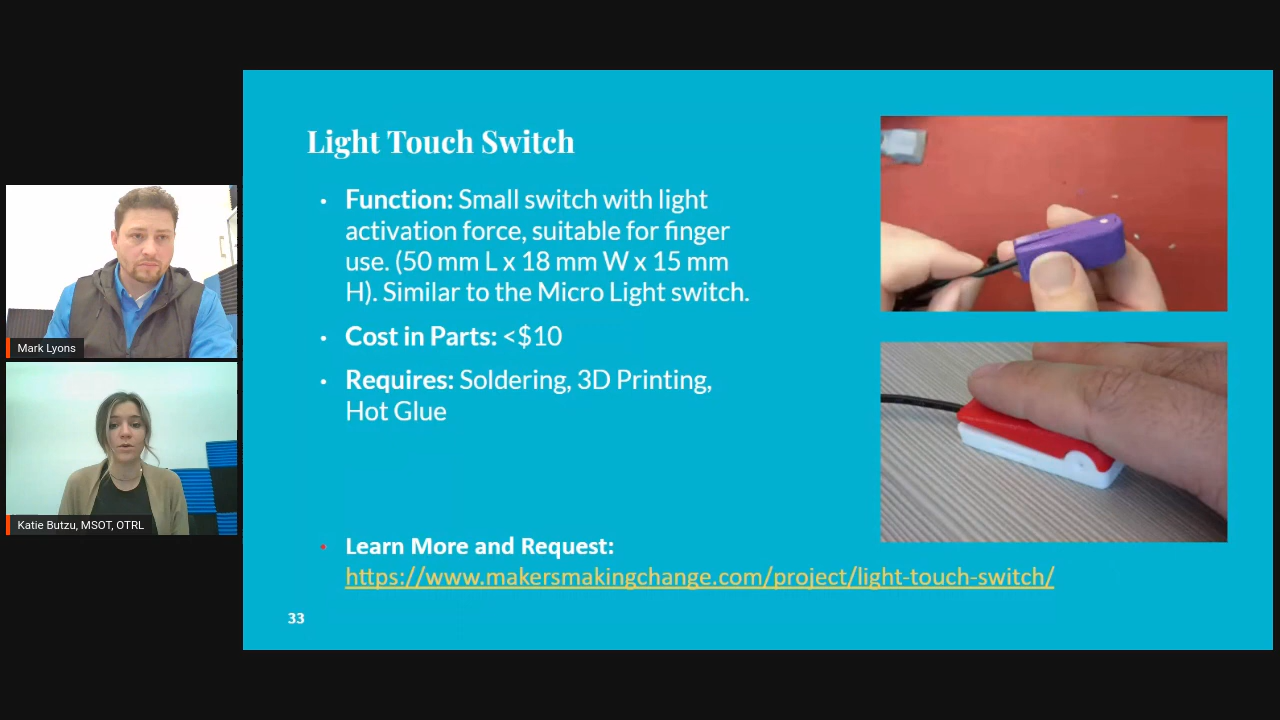 Light Touch Switch
• Function: Small switch with light
activation force, suitable for finger
use. (50 mm L x 18 mm W x 15 mm
H). Similar to the Micro Light switch.
• Cost in Parts: <$10
• Requires: Soldering, 3D Printing,
Hot Glue
• Learn More and Request:
https://www.makersmakingchange.com/project/light-touch-switch/
33
Mark Lyons
Katie Butzu, MSOT, OTRL